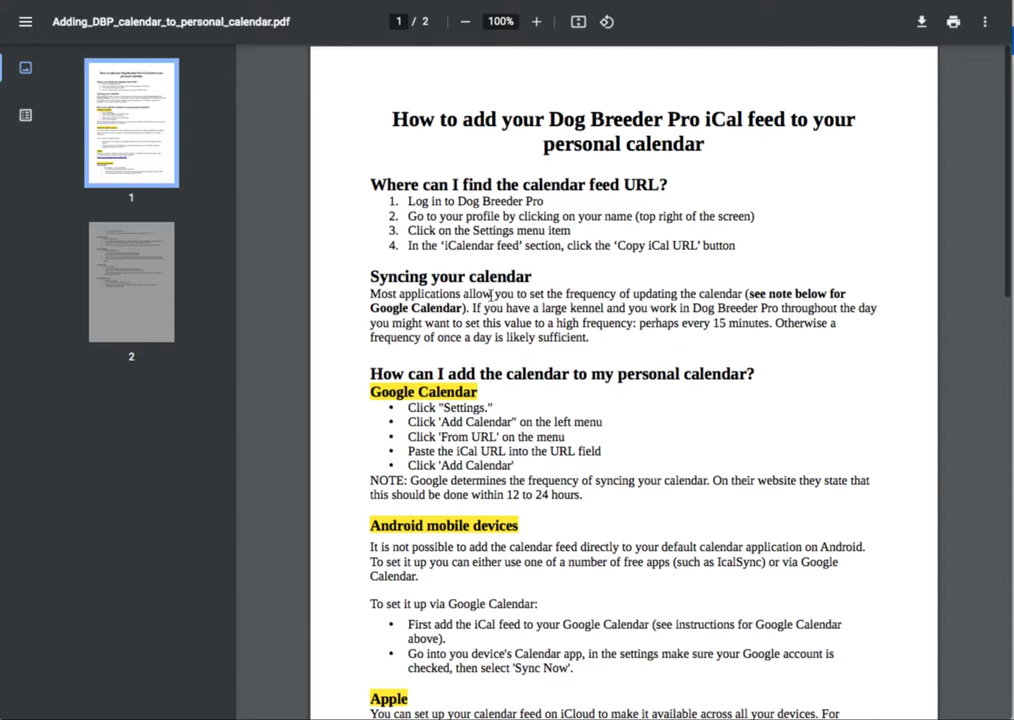 Adding_DBP_calendar_to_personal_calendar.pdf
1 / 2
100%
1
2
How to add your Dog Breeder Pro iCal feed to your
personal calendar
Where can I find the calendar feed URL?
1. Log in to Dog Breeder Pro
2. Go to your profile by clicking on your name (top right of the screen)
3. Click on the Settings menu item
4. In the ‘iCalendar feed’ section, click the ‘Copy iCal URL’ button
Syncing your calendar
Most applications allow you to set the frequency of updating the calendar (see note below for
Google Calendar). If you have a large kennel and you work in Dog Breeder Pro throughout the day
you might want to set this value to a high frequency: perhaps every 15 minutes. Otherwise a
frequency of once a day is likely sufficient.
How can I add the calendar to my personal calendar?
Google Calendar
• Click "Settings."
• Click 'Add Calendar" on the left menu
• Click 'From URL' on the menu
• Paste the iCal URL into the URL field
• Click 'Add Calendar'
NOTE: Google determines the frequency of syncing your calendar. On their website they state that
this should be done within 12 to 24 hours.
Android mobile devices
It is not possible to add the calendar feed directly to your default calendar application on Android.
To set it up you can either use one of a number of free apps (such as IcalSync) or via Google
Calendar.
To set it up via Google Calendar:
• First add the iCal feed to your Google Calendar (see instructions for Google Calendar
above).
• Go into you device's Calendar app, in the settings make sure your Google account is
checked, then select 'Sync Now'.
Apple
You can set up your calendar feed on iCloud to make it available across all your devices. For